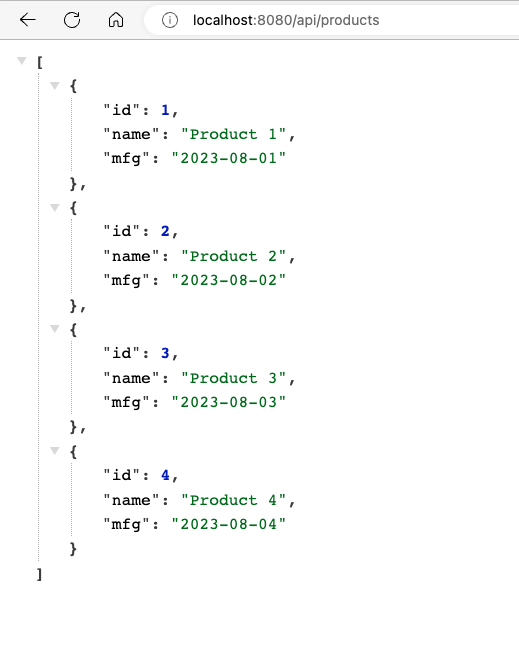 localhost:8080/api/products
[
{
"id": 1,
"name": "Product 1",
"mfg": "2023-08-01"
},
{
"id": 2,
"name": "Product 2",
"mfg": "2023-08-02"
},
{
"id": 3,
"name": "Product 3",
"mfg": "2023-08-03"
},
{
"id": 4,
"name": "Product 4",
"mfg": "2023-08-04"
}
]